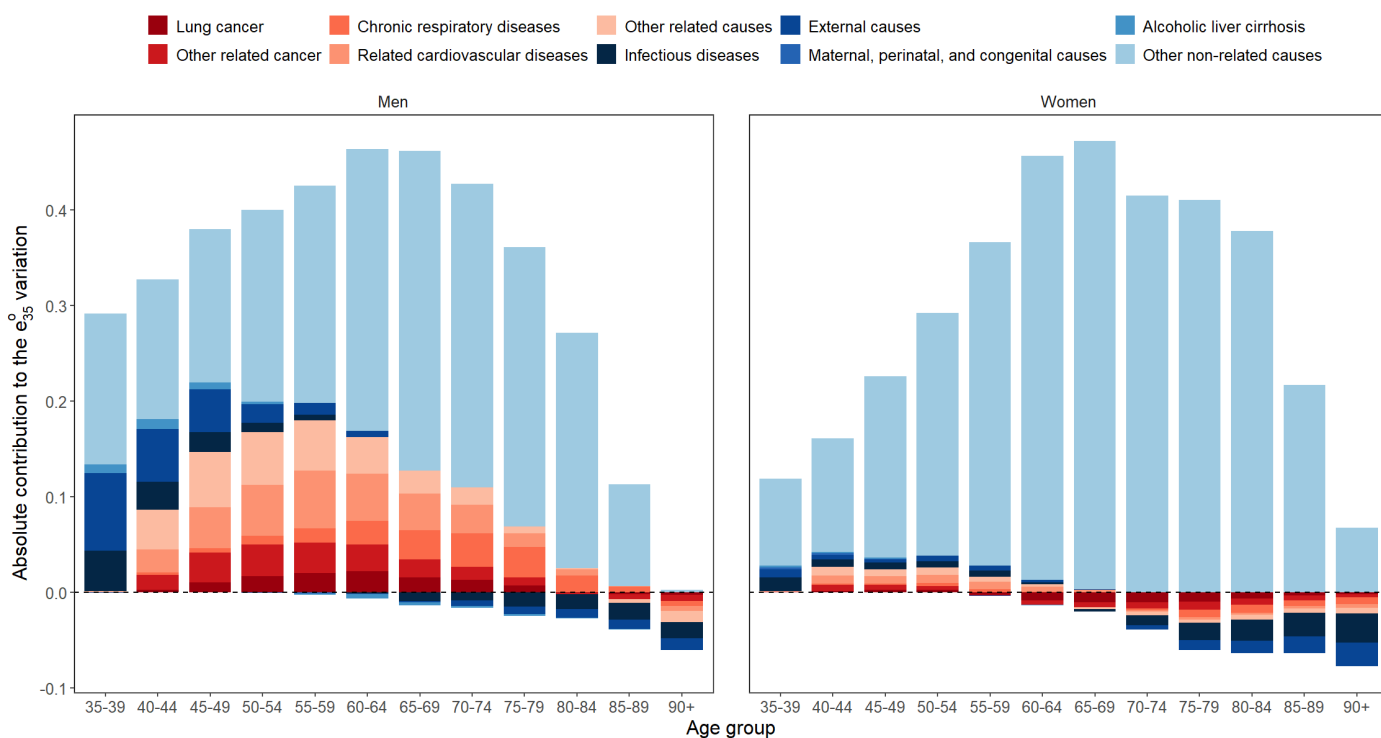 Lung cancer Chronic respiratory diseases Other related causes External causes Alcoholic liver cirrhosis
Other related cancer Related cardiovascular diseases Infectious diseases Maternal, perinatal, and congenital causes Other non-related causes
Men Women
Absolute contribution to the e°35 variation
0.4
0.3
0.2
0.1
0.0
-0.1
35-39 40-44 45-49 50-54 55-59 60-64 65-69 70-74 75-79 80-84 85-89 90+ 35-39 40-44 45-49 50-54 55-59 60-64 65-69 70-74 75-79 80-84 85-89 90+
Age group